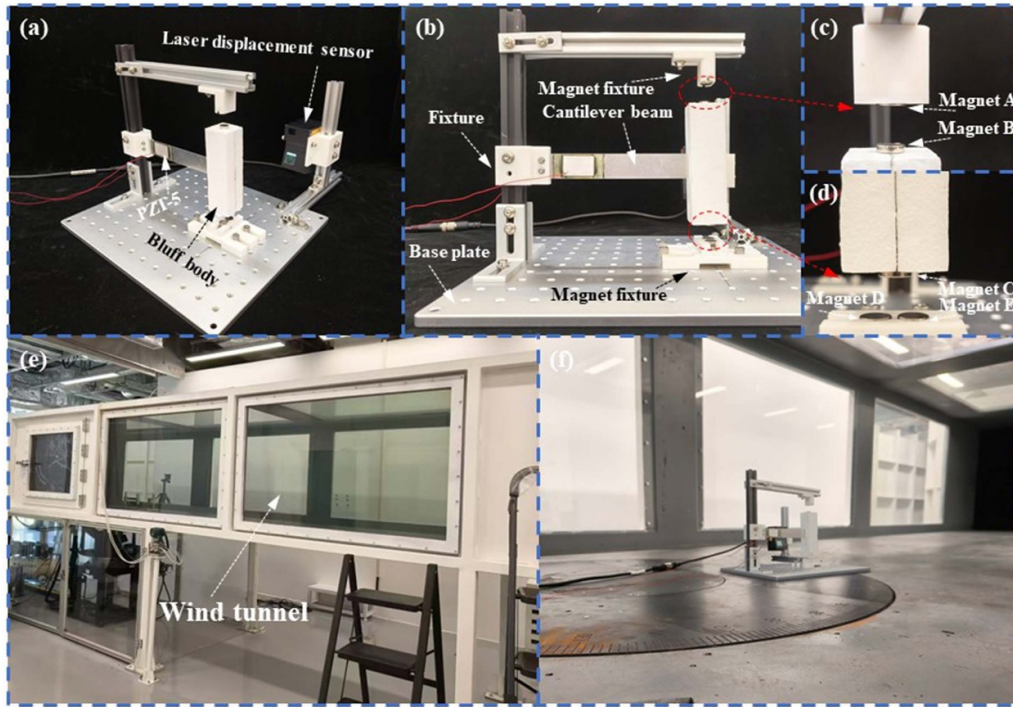 (a)
Laser displacement sensor
PZT-5
Bluff body
(b)
Magnet fixture
Cantilever beam
Fixture
Base plate
Magnet fixture
(c)
Magnet A
Magnet B
(d)
Magnet C
Magnet D
Magnet E
(e)
Wind tunnel
(f)